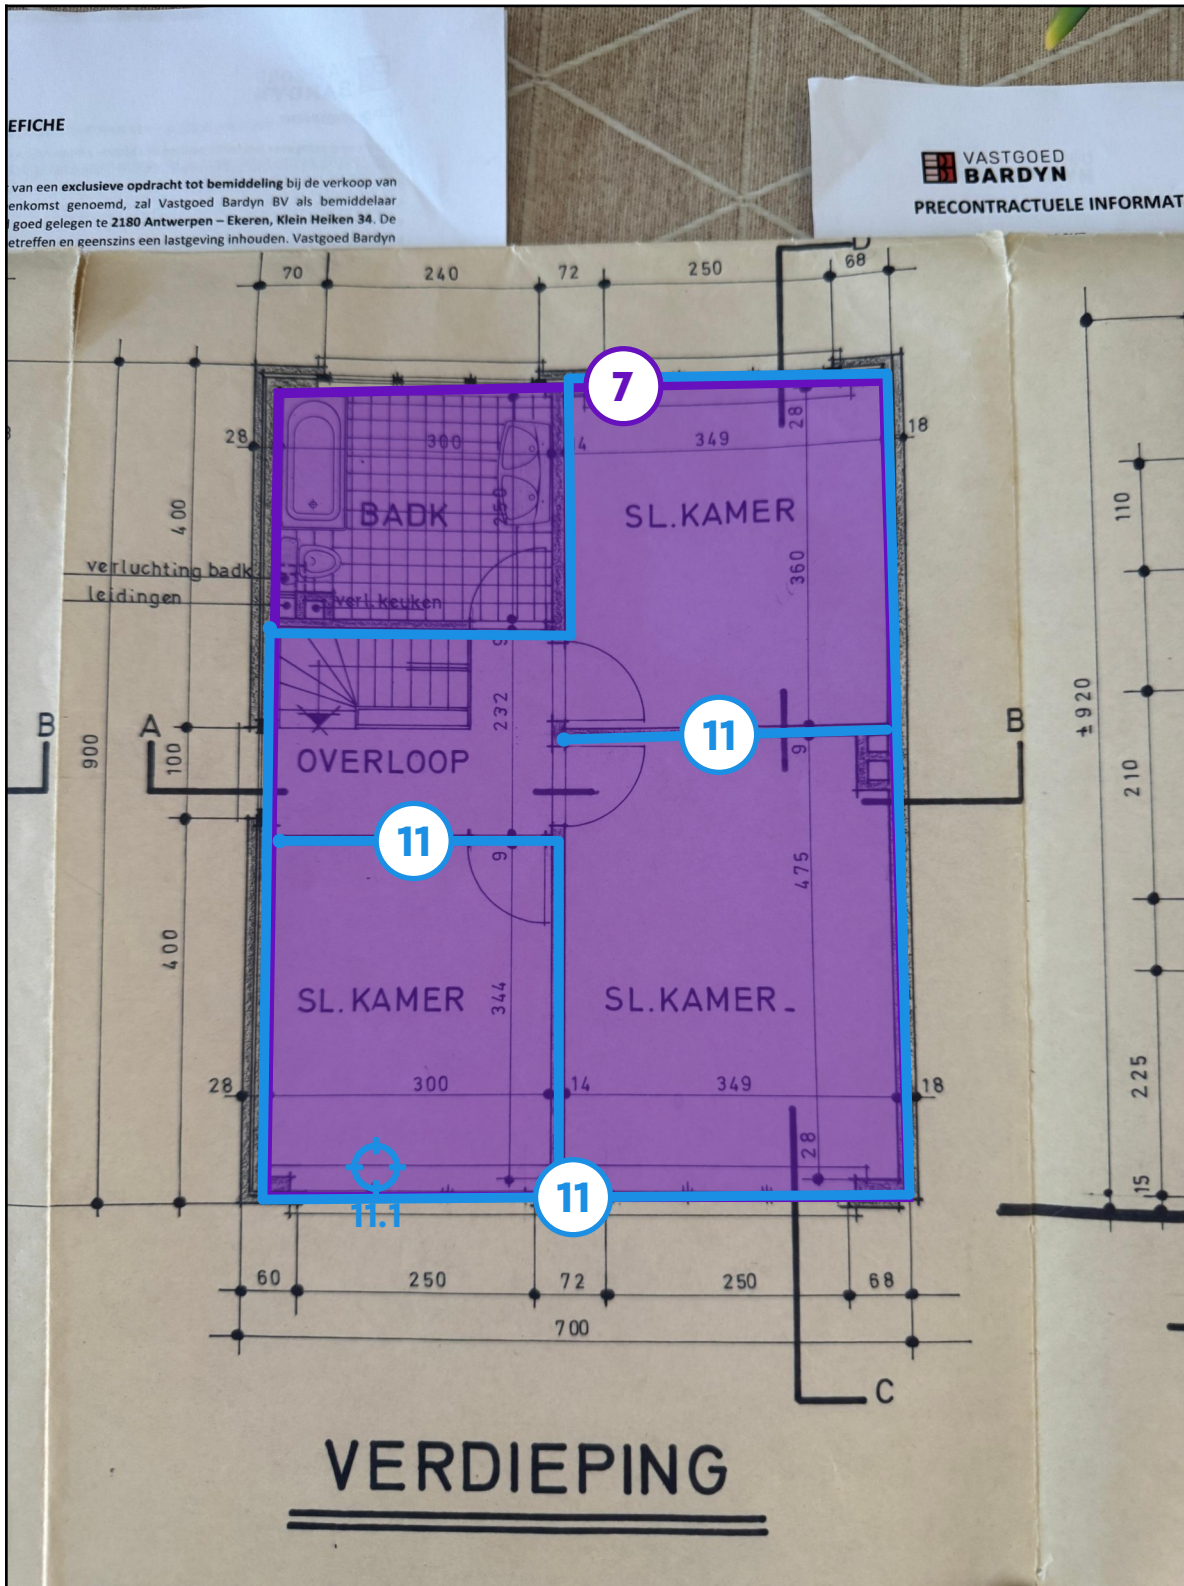 EFICHE
van een exclusieve opdracht tot bemiddeling bij de verkoop van
enkomst genoemd, zal Vastgoed Bardyn BV als bemiddelaar
goed gelegen te 2180 Antwerpen – Ekeren, Klein Heiken 34. De
etreffen en geenszins een lastgeving inhouden. Vastgoed Bardyn
VASTGOED
BARDYN
PRECONTRACTUELE INFORMAT
D
70 240 72 250 68
7
28 300 14 349 28 18
400 BADK 250 SL.KAMER 110
verluchting badk. 360
leidingen verl. keuken
9
232 ±920
B A 900 100 OVERLOOP 11 9 B 210
11 9 475
400 SL.KAMER 344 SL.KAMER
28 300 14 349 18 225
28 15
11
11.1
60 250 72 250 68
700
C
VERDIEPING